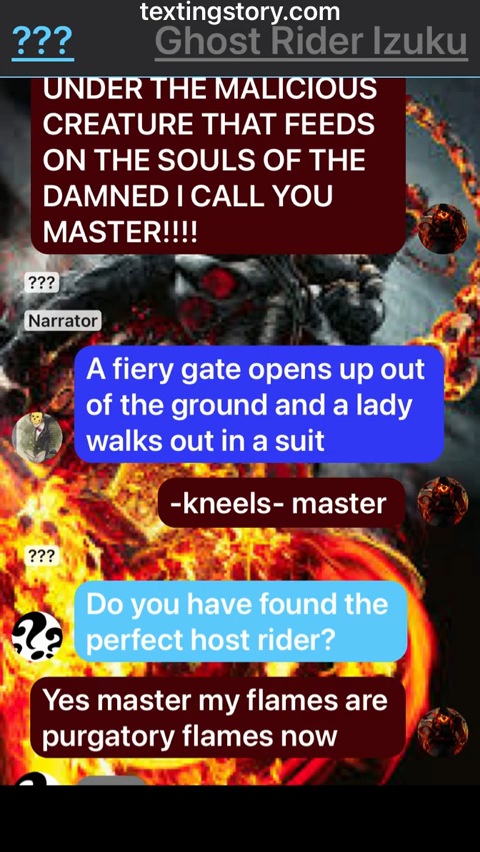 textingstory.com
???
Ghost Rider Izuku
UNDER THE MALICIOUS
CREATURE THAT FEEDS
ON THE SOULS OF THE
DAMNED I CALL YOU
MASTER!!!!
???
Narrator
A fiery gate opens up out
of the ground and a lady
walks out in a suit
-kneels- master
???
Do you have found the
perfect host rider?
??
Yes master my flames are
purgatory flames now